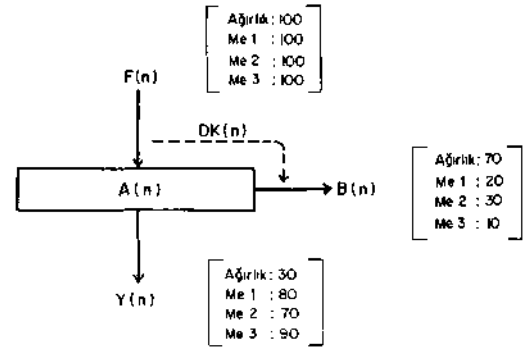 Ağırlık : 100
Me 1 : 100
Me 2 : 100
Me 3 : 100
F(n)
DK(n)
A(n)
B(n)
Ağırlık : 70
Me 1 : 20
Me 2 : 30
Me 3 : 10
Y(n)
Ağırlık : 30
Me 1 : 80
Me 2 : 70
Me 3 : 90